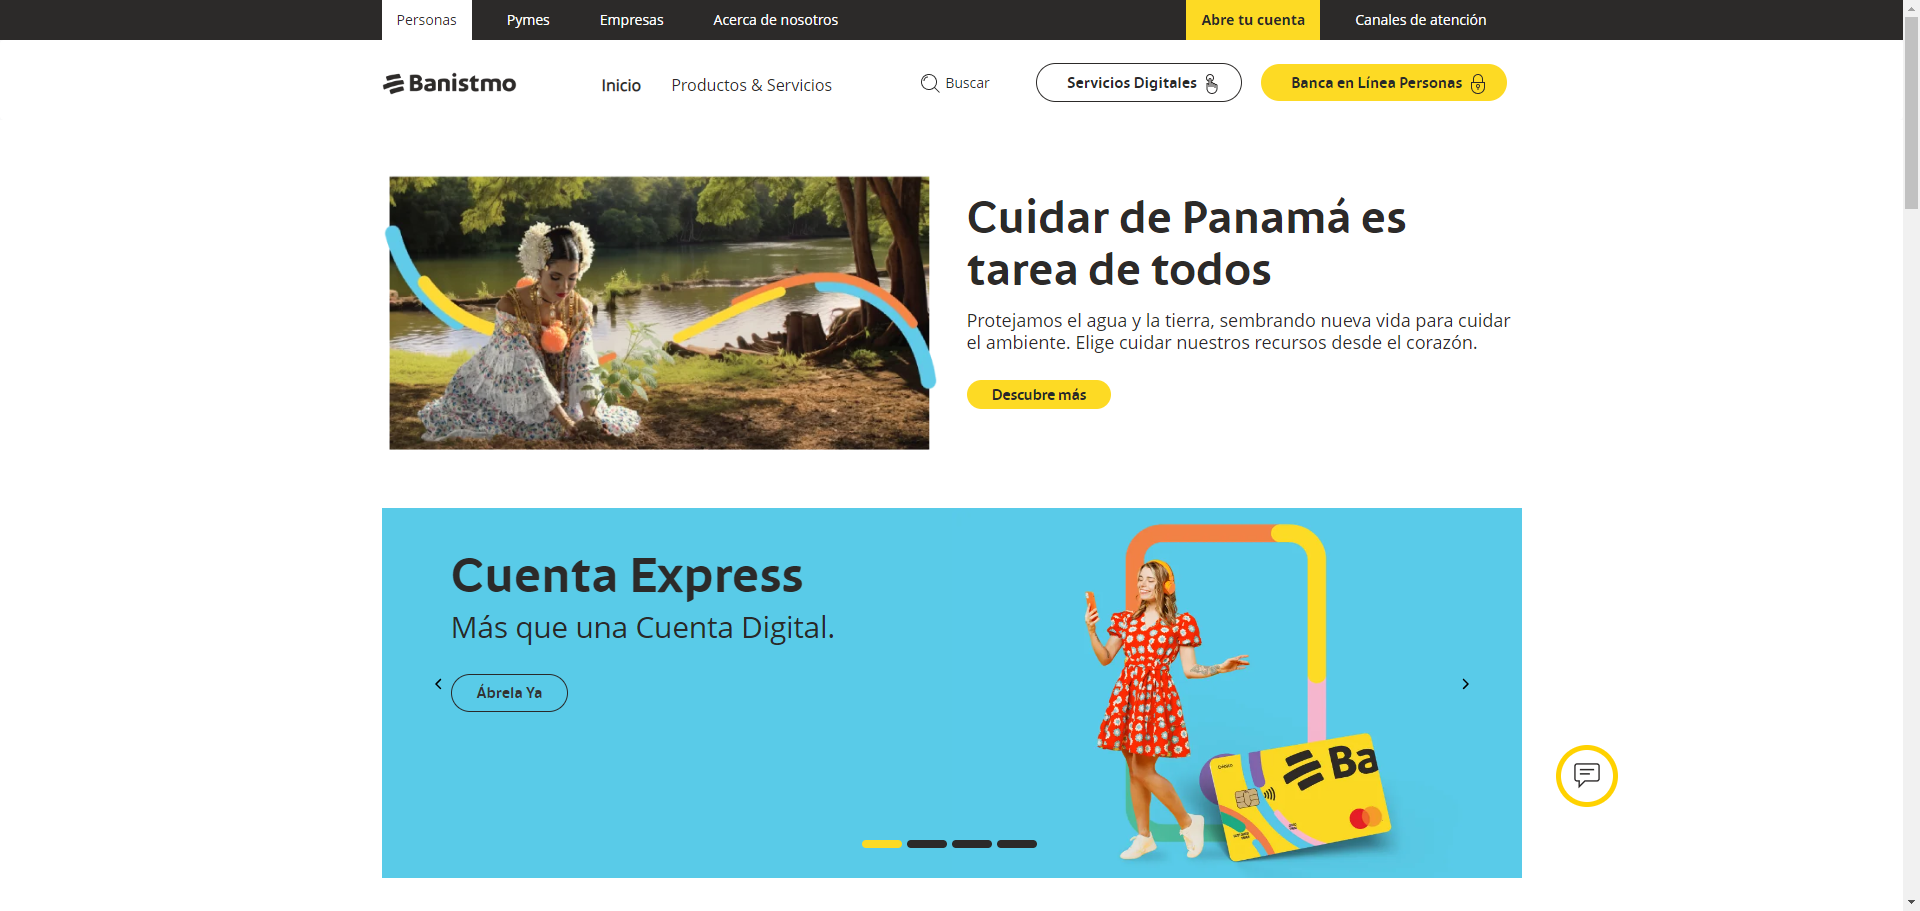 Personas
Pymes
Empresas
Acerca de nosotros
Abre tu cuenta
Canales de atención
Banistmo
Inicio
Productos & Servicios
Buscar
Servicios Digitales
Banca en Línea Personas
Cuidar de Panamá es
tarea de todos
Protejamos el agua y la tierra, sembrando nueva vida para cuidar
el ambiente. Elige cuidar nuestros recursos desde el corazón.
Descubre más
Cuenta Express
Más que una Cuenta Digital.
Ábrela Ya
Ba